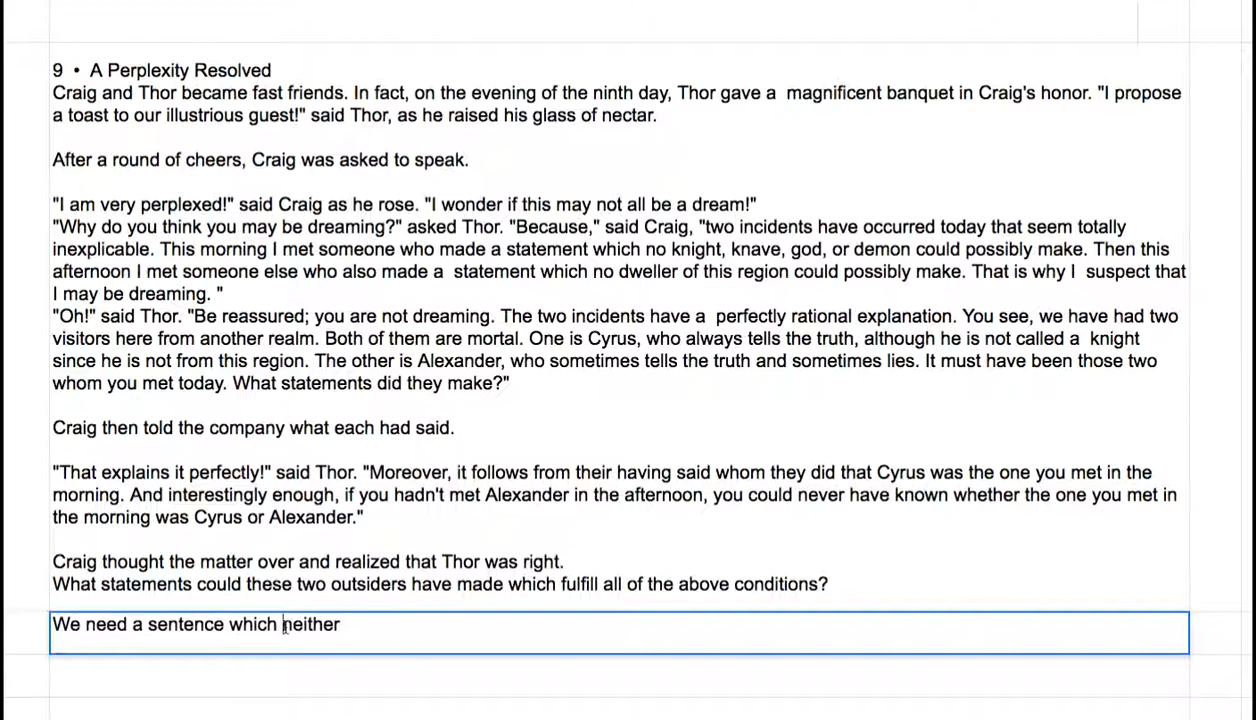 9 • A Perplexity Resolved
Craig and Thor became fast friends. In fact, on the evening of the ninth day, Thor gave a  magnificent banquet in Craig's honor. "I propose
a toast to our illustrious guest!" said Thor, as he raised his glass of nectar.
After a round of cheers, Craig was asked to speak.
"I am very perplexed!" said Craig as he rose. "I wonder if this may not all be a dream!"
"Why do you think you may be dreaming?" asked Thor. "Because," said Craig, "two incidents have occurred today that seem totally
inexplicable. This morning I met someone who made a statement which no knight, knave, god, or demon could possibly make. Then this
afternoon I met someone else who also made a  statement which no dweller of this region could possibly make. That is why I  suspect that
I may be dreaming. "
"Oh!" said Thor. "Be reassured; you are not dreaming. The two incidents have a  perfectly rational explanation. You see, we have had two
visitors here from another realm. Both of them are mortal. One is Cyrus, who always tells the truth, although he is not called a  knight
since he is not from this region. The other is Alexander, who sometimes tells the truth and sometimes lies. It must have been those two
whom you met today. What statements did they make?"
Craig then told the company what each had said.
"That explains it perfectly!" said Thor. "Moreover, it follows from their having said whom they did that Cyrus was the one you met in the
morning. And interestingly enough, if you hadn't met Alexander in the afternoon, you could never have known whether the one you met in
the morning was Cyrus or Alexander."
Craig thought the matter over and realized that Thor was right.
What statements could these two outsiders have made which fulfill all of the above conditions?
We need a sentence which neither